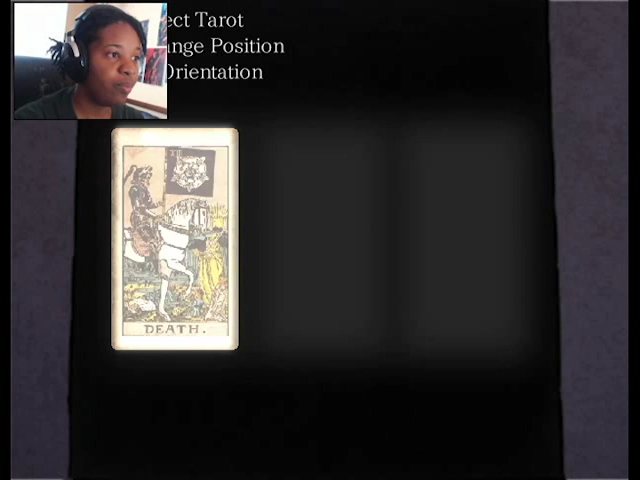 ect Tarot
ange Position
Orientation
DEATH.